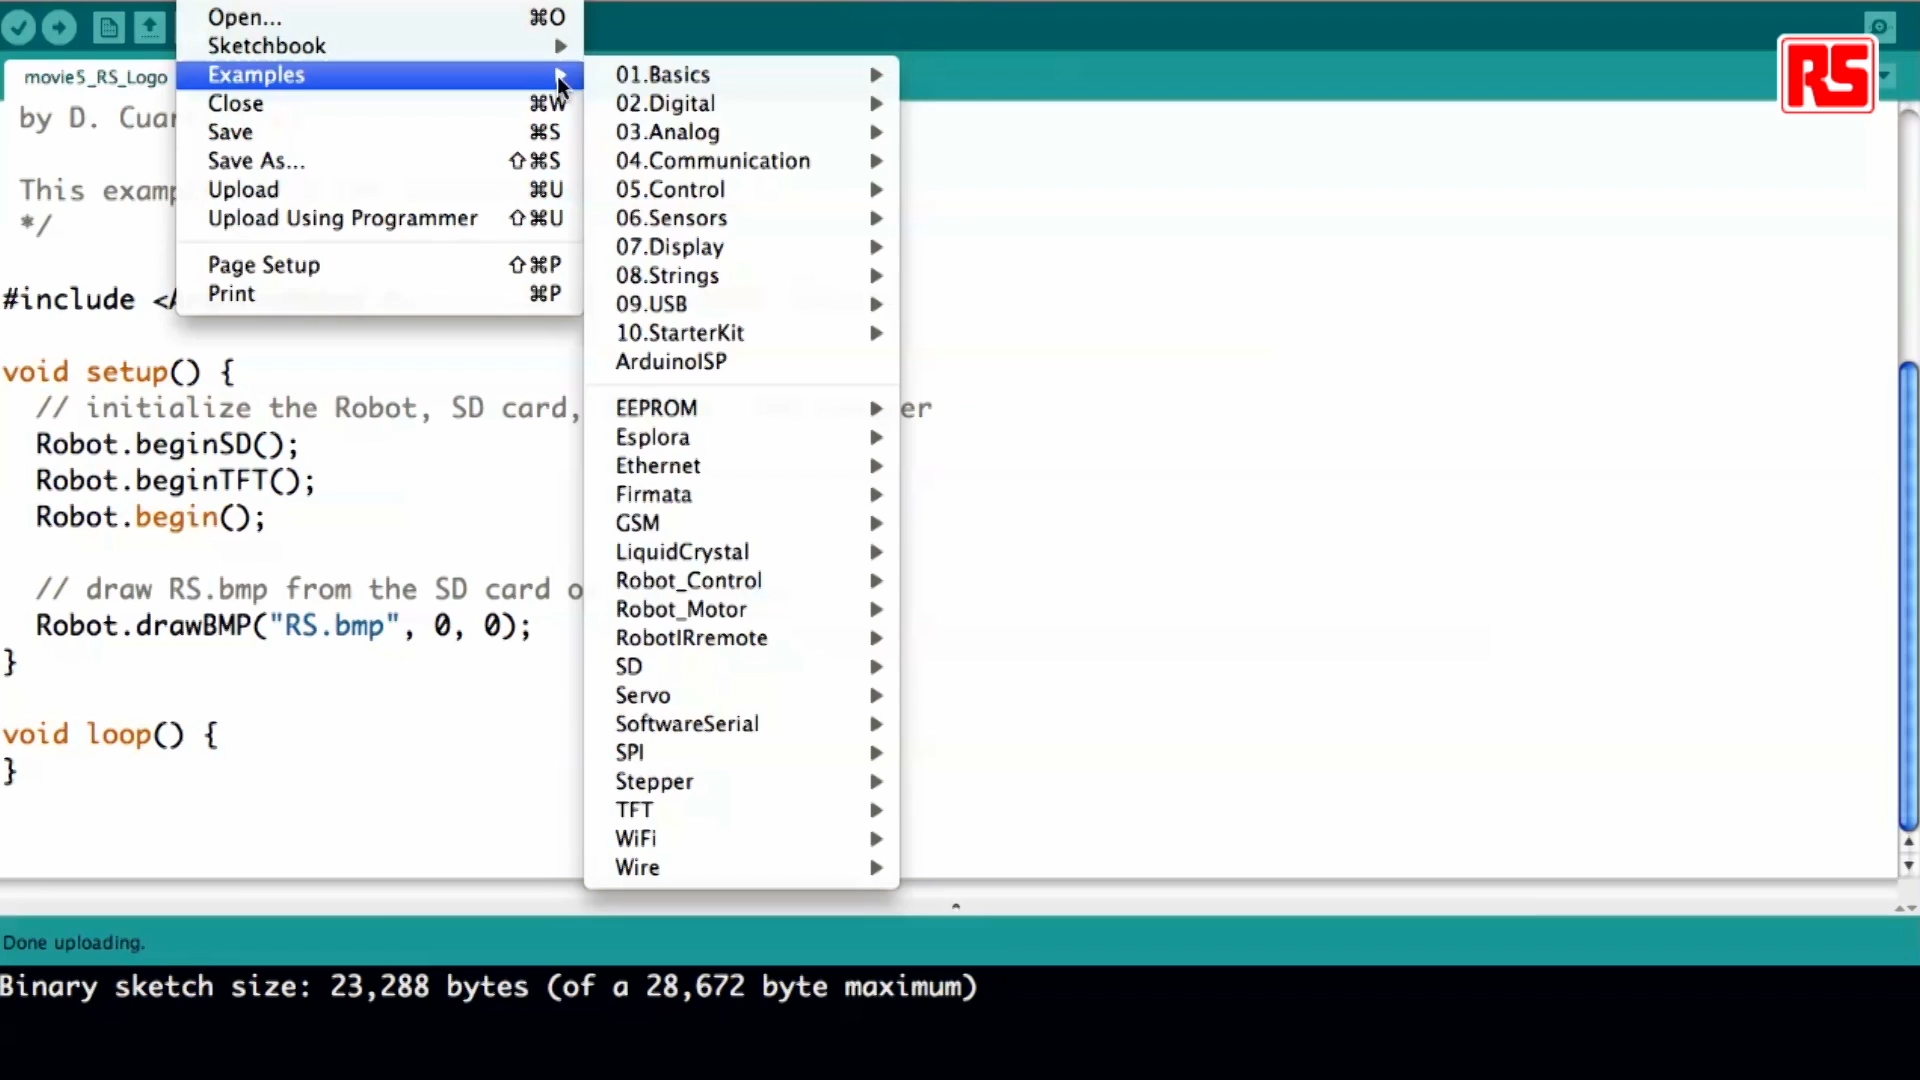 Open... ⌘O
Sketchbook
Examples
Close ⌘W
Save ⌘S
Save As... ⇧⌘S
Upload ⌘U
Upload Using Programmer ⇧⌘U
Page Setup ⇧⌘P
Print ⌘P
01.Basics
02.Digital
03.Analog
04.Communication
05.Control
06.Sensors
07.Display
08.Strings
09.USB
10.StarterKit
ArduinoISP
EEPROM
Esplora
Ethernet
Firmata
GSM
LiquidCrystal
Robot_Control
Robot_Motor
RobotIRremote
SD
Servo
SoftwareSerial
SPI
Stepper
TFT
WiFi
Wire
RS
movie5_RS_Logo
by D.
This
*/
#include
void setup() {
// initialize the Robot, SD card,
Robot.beginSD();
Robot.beginTFT();
Robot.begin();
// draw RS.bmp from the SD card
Robot.drawBMP("RS.bmp", 0, 0);
}
void loop() {
}
Done uploading.
Binary sketch size: 23,288 bytes (of a 28,672 byte maximum)